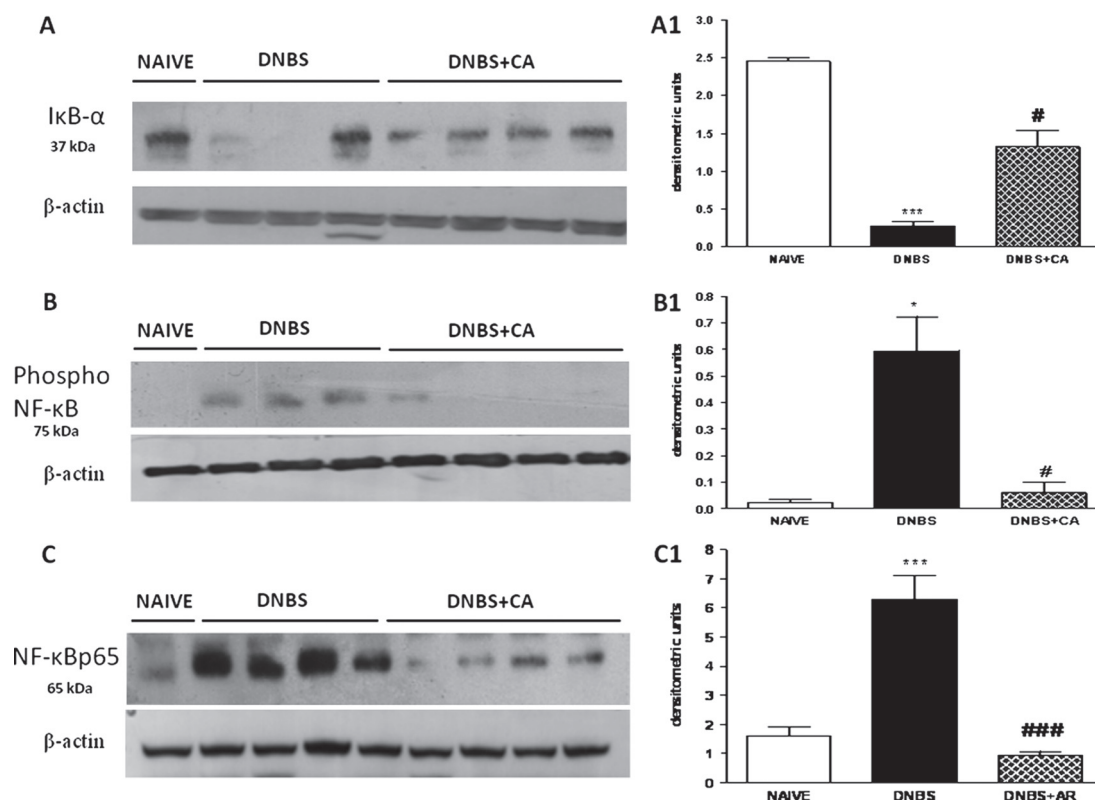 A
NAIVE DNBS DNBS+CA
IκB-α
37 kDa
β-actin
A1
densitometric units
3.0
2.5
2.0
1.5
1.0
0.5
0.0
***
#
NAIVE DNBS DNBS+CA
B
NAIVE DNBS DNBS+CA
Phospho
NF-κB
75 kDa
β-actin
B1
densitometric units
0.8
0.7
0.6
0.5
0.4
0.3
0.2
0.1
0.0
*
#
NAIVE DNBS DNBS+CA
C
NAIVE DNBS DNBS+CA
NF-κBp65
65 kDa
β-actin
C1
densitometric units
8
7
6
5
4
3
2
1
0
***
###
NAIVE DNBS DNBS+AR